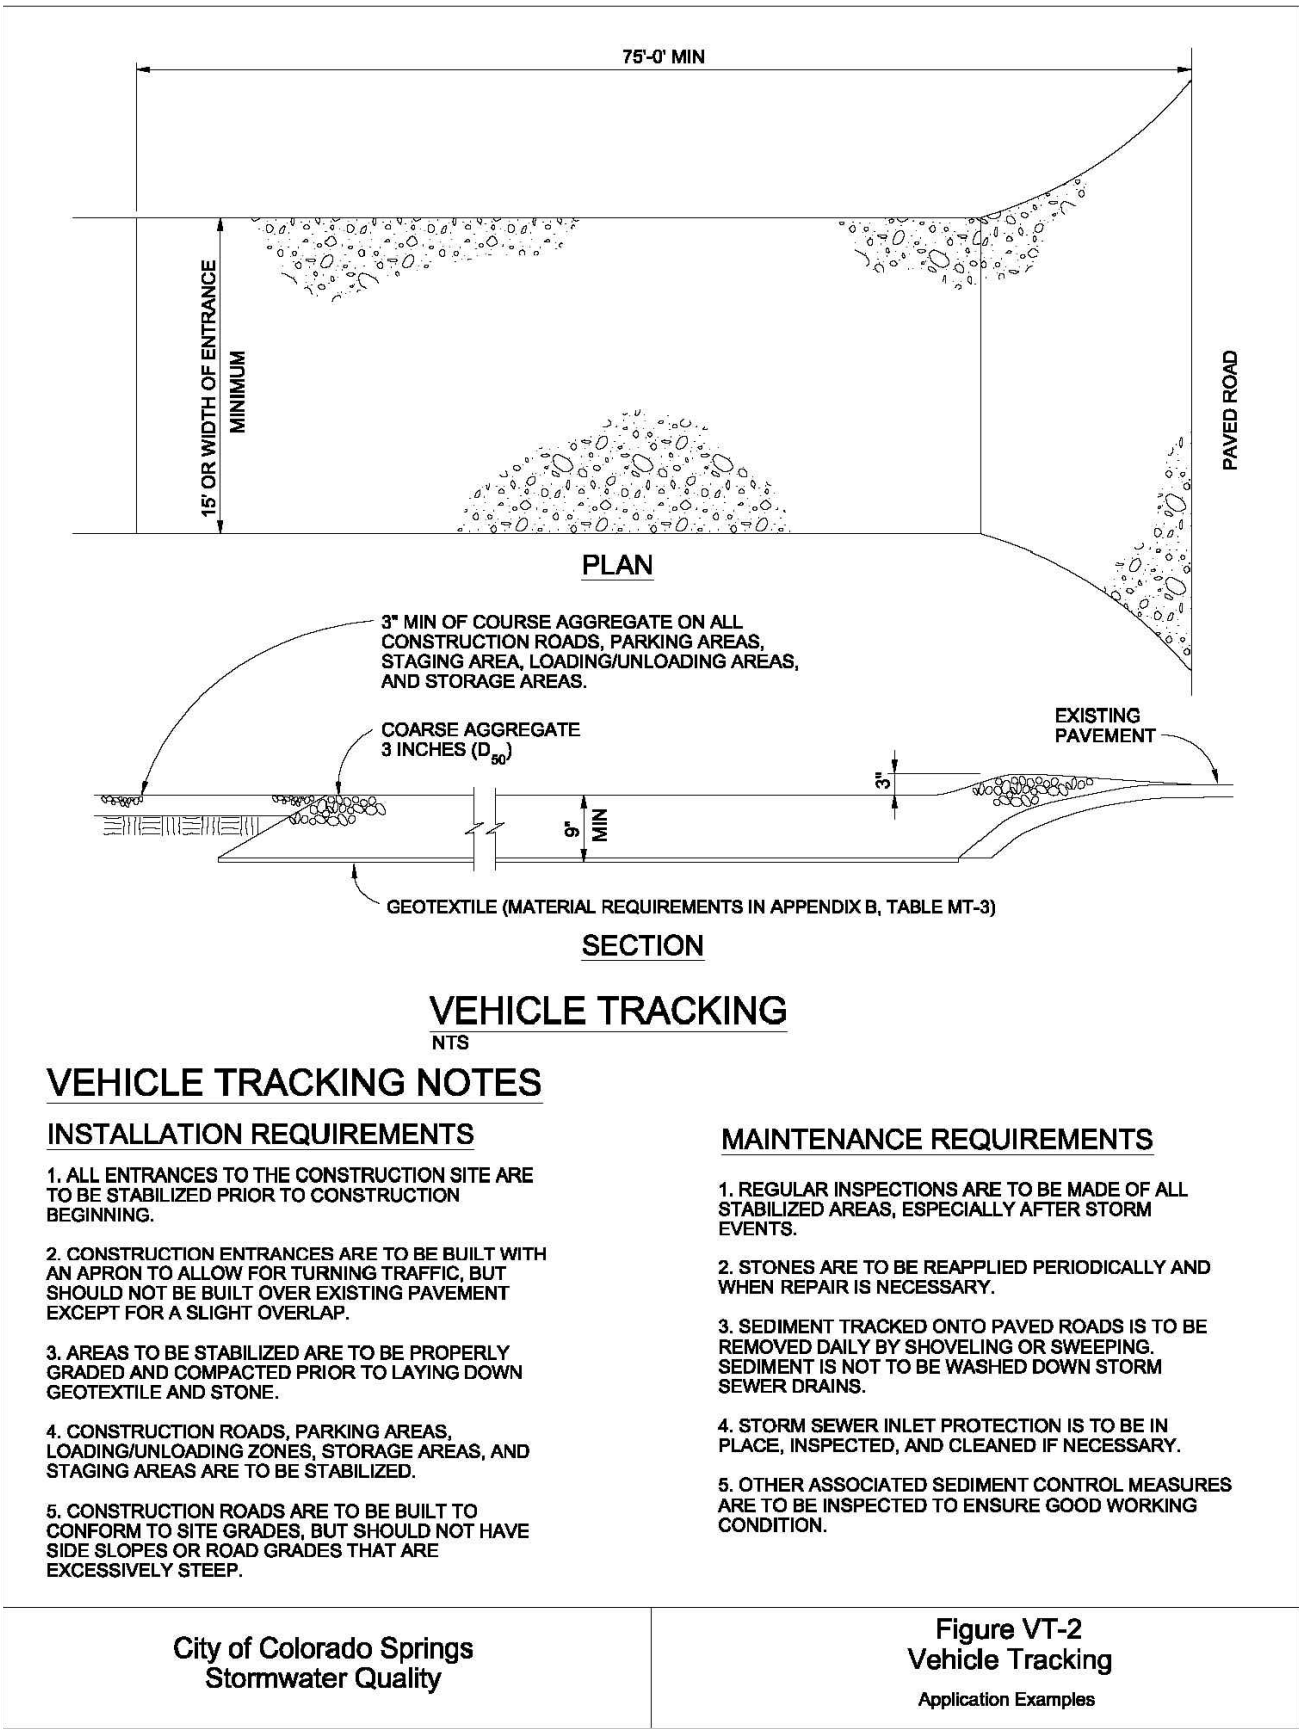 75'-0' MIN
15' OR WIDTH OF ENTRANCE
MINIMUM
PAVED ROAD
PLAN
3" MIN OF COURSE AGGREGATE ON ALL
CONSTRUCTION ROADS, PARKING AREAS,
STAGING AREA, LOADING/UNLOADING AREAS,
AND STORAGE AREAS.
COARSE AGGREGATE
3 INCHES (D50)
EXISTING
PAVEMENT
3"
9"
MIN
GEOTEXTILE (MATERIAL REQUIREMENTS IN APPENDIX B, TABLE MT-3)
SECTION
VEHICLE TRACKING
NTS
VEHICLE TRACKING NOTES
INSTALLATION REQUIREMENTS
1. ALL ENTRANCES TO THE CONSTRUCTION SITE ARE
TO BE STABILIZED PRIOR TO CONSTRUCTION
BEGINNING.
2. CONSTRUCTION ENTRANCES ARE TO BE BUILT WITH
AN APRON TO ALLOW FOR TURNING TRAFFIC, BUT
SHOULD NOT BE BUILT OVER EXISTING PAVEMENT
EXCEPT FOR A SLIGHT OVERLAP.
3. AREAS TO BE STABILIZED ARE TO BE PROPERLY
GRADED AND COMPACTED PRIOR TO LAYING DOWN
GEOTEXTILE AND STONE.
4. CONSTRUCTION ROADS, PARKING AREAS,
LOADING/UNLOADING ZONES, STORAGE AREAS, AND
STAGING AREAS ARE TO BE STABILIZED.
5. CONSTRUCTION ROADS ARE TO BE BUILT TO
CONFORM TO SITE GRADES, BUT SHOULD NOT HAVE
SIDE SLOPES OR ROAD GRADES THAT ARE
EXCESSIVELY STEEP.
MAINTENANCE REQUIREMENTS
1. REGULAR INSPECTIONS ARE TO BE MADE OF ALL
STABILIZED AREAS, ESPECIALLY AFTER STORM
EVENTS.
2. STONES ARE TO BE REAPPLIED PERIODICALLY AND
WHEN REPAIR IS NECESSARY.
3. SEDIMENT TRACKED ONTO PAVED ROADS IS TO BE
REMOVED DAILY BY SHOVELING OR SWEEPING.
SEDIMENT IS NOT TO BE WASHED DOWN STORM
SEWER DRAINS.
4. STORM SEWER INLET PROTECTION IS TO BE IN
PLACE, INSPECTED, AND CLEANED IF NECESSARY.
5. OTHER ASSOCIATED SEDIMENT CONTROL MEASURES
ARE TO BE INSPECTED TO ENSURE GOOD WORKING
CONDITION.
City of Colorado Springs
Stormwater Quality
Figure VT-2
Vehicle Tracking
Application Examples